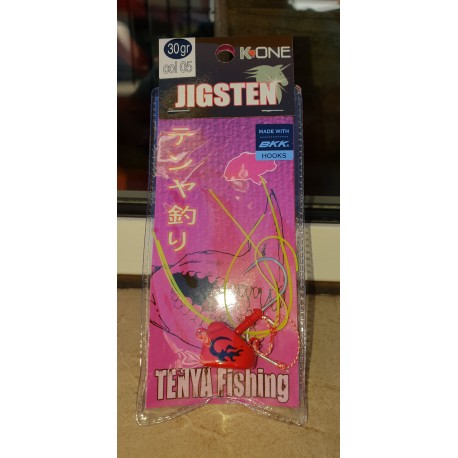 30gr
col 05
K-ONE
JIGSTEN
MADE WITH
BKK
HOOKS
テンヤ釣り
TENYA Fishing